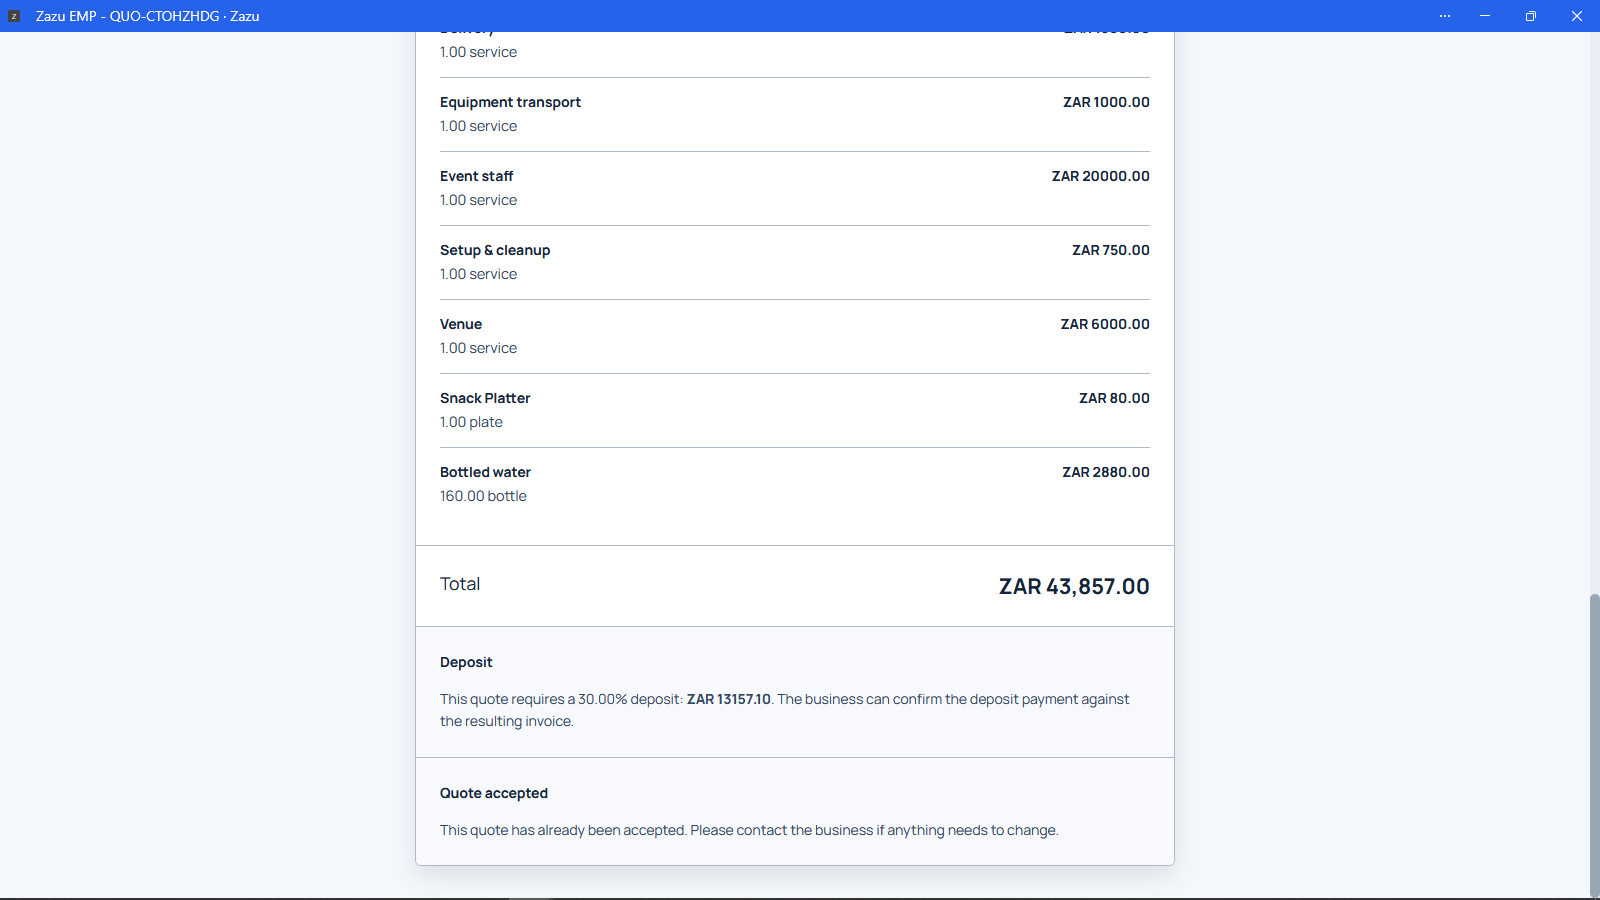 Zazu EMP - QUO-CTOHZHDG · Zazu
1.00 service
Equipment transport ZAR 1000.00
1.00 service
Event staff ZAR 20000.00
1.00 service
Setup & cleanup ZAR 750.00
1.00 service
Venue ZAR 6000.00
1.00 service
Snack Platter ZAR 80.00
1.00 plate
Bottled water ZAR 2880.00
160.00 bottle
Total ZAR 43,857.00
Deposit
This quote requires a 30.00% deposit: ZAR 13157.10. The business can confirm the deposit payment against
the resulting invoice.
Quote accepted
This quote has already been accepted. Please contact the business if anything needs to change.